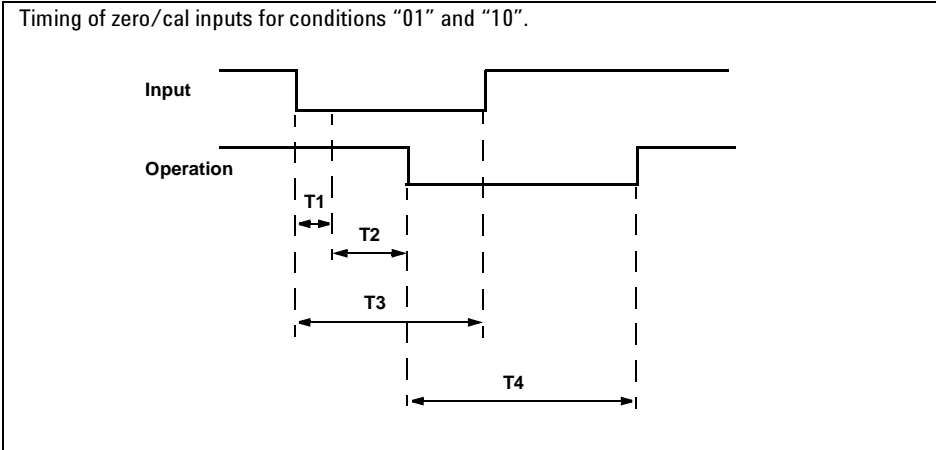 Timing of zero/cal inputs for conditions “01” and “10”.
Input
Operation
T1
T2
T3
T4